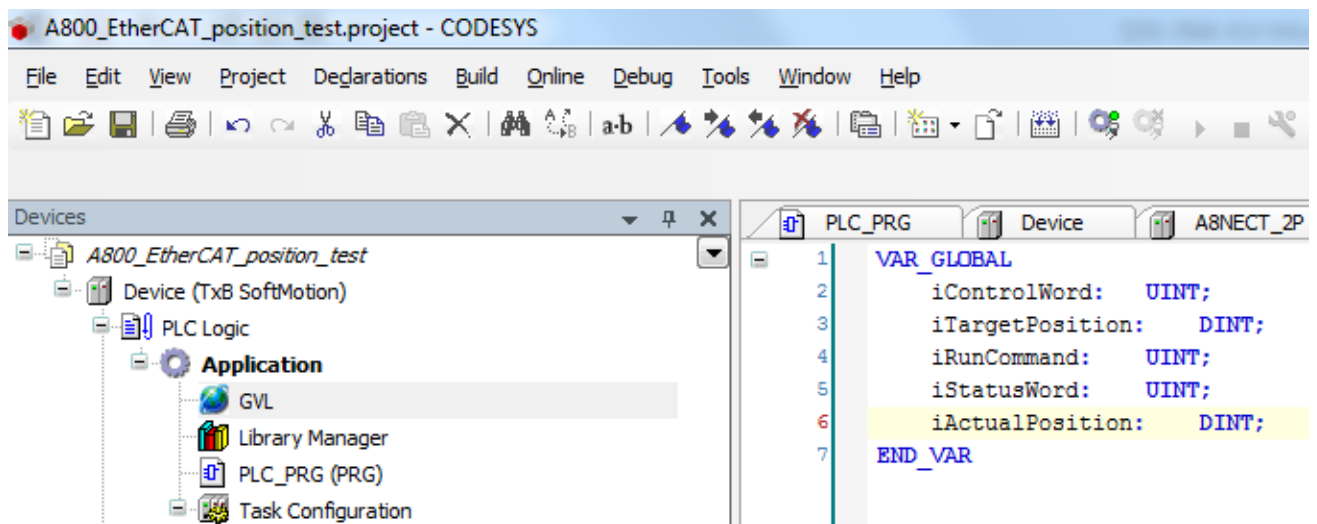 A800_EtherCAT_position_test.project - CODESYS
File Edit View Project Declarations Build Online Debug Tools Window Help
a·b
Devices
A800_EtherCAT_position_test
Device (TxB SoftMotion)
PLC Logic
Application
GVL
Library Manager
PLC_PRG (PRG)
Task Configuration
PLC_PRG Device A8NECT_2P
1 VAR_GLOBAL
2 iControlWord: UINT;
3 iTargetPosition: DINT;
4 iRunCommand: UINT;
5 iStatusWord: UINT;
6 iActualPosition: DINT;
7 END_VAR